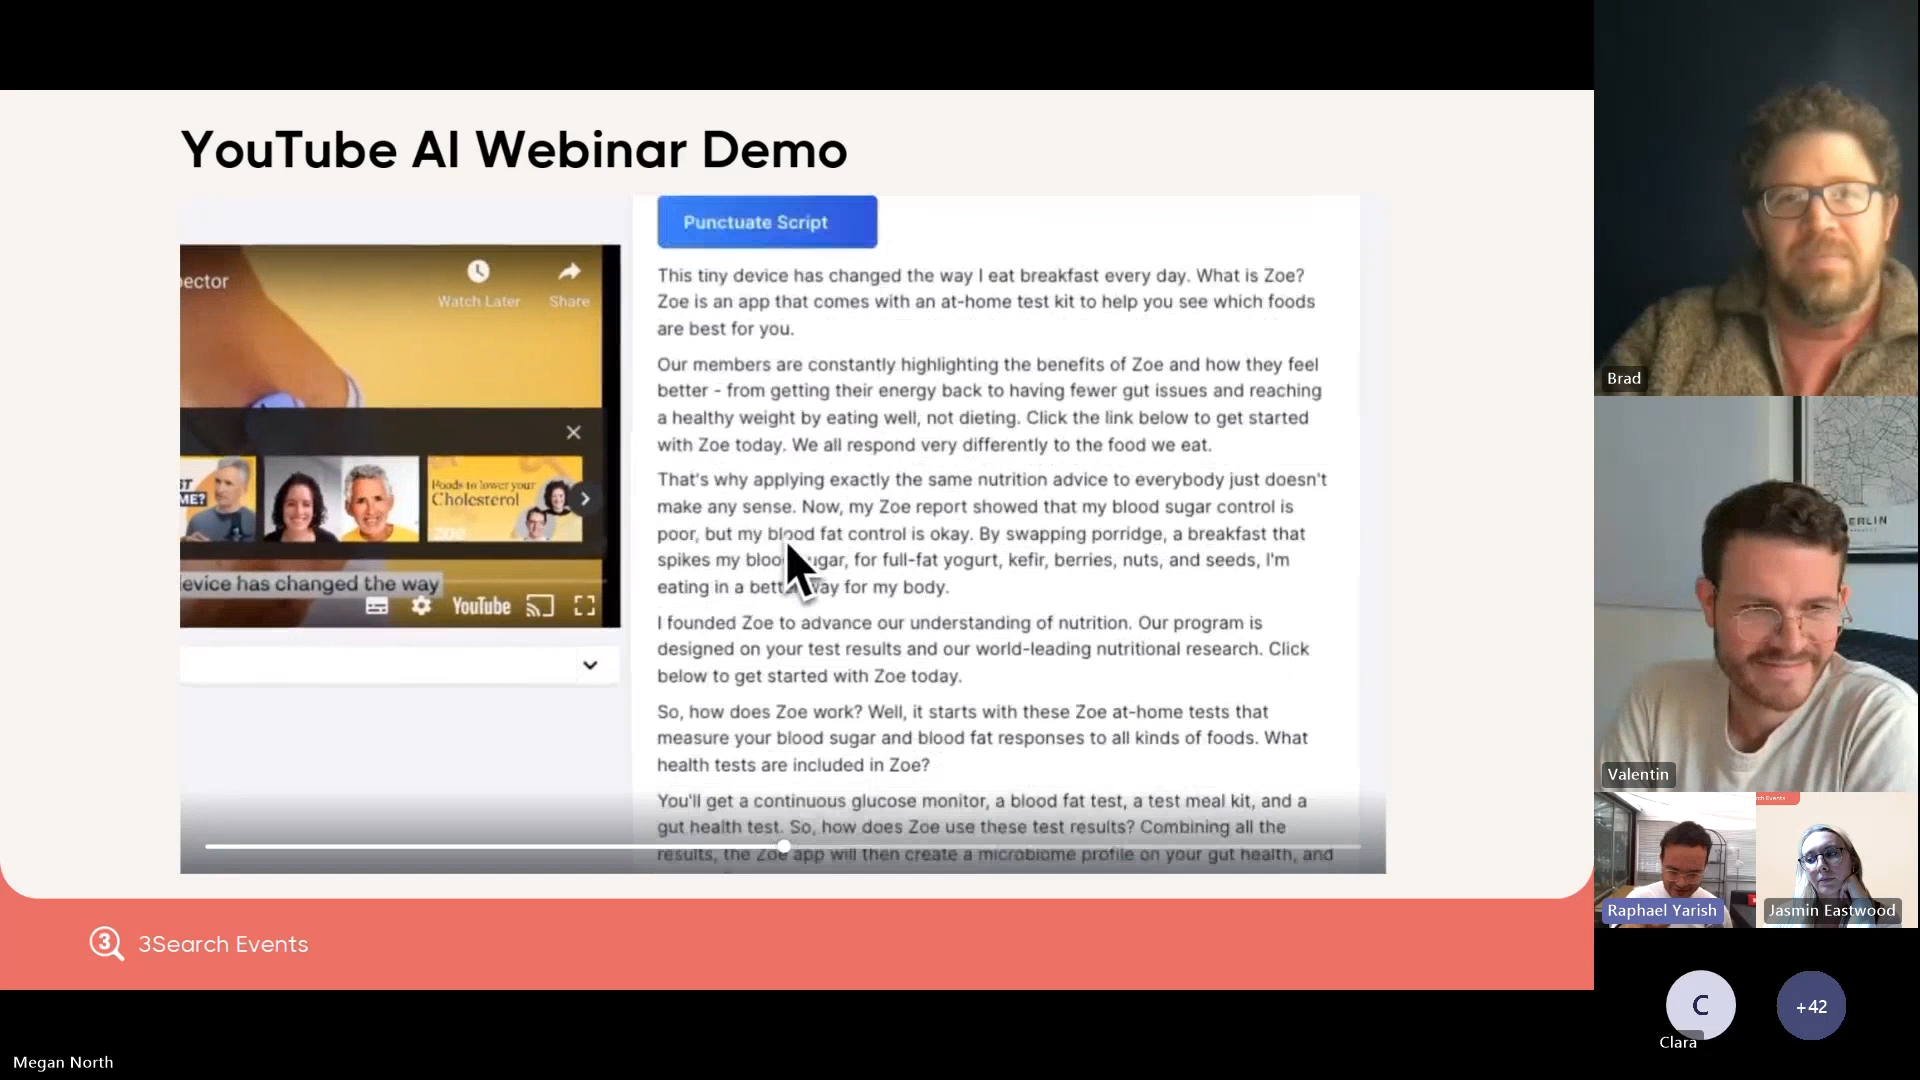 YouTube AI Webinar Demo
Punctuate Script
ector
Watch Later
Share
This tiny device has changed the way I eat breakfast every day. What is Zoe?
Zoe is an app that comes with an at-home test kit to help you see which foods
are best for you.
Our members are constantly highlighting the benefits of Zoe and how they feel
better - from getting their energy back to having fewer gut issues and reaching
a healthy weight by eating well, not dieting. Click the link below to get started
with Zoe today. We all respond very differently to the food we eat.
That's why applying exactly the same nutrition advice to everybody just doesn't
make any sense. Now, my Zoe report showed that my blood sugar control is
poor, but my blood fat control is okay. By swapping porridge, a breakfast that
spikes my blood sugar, for full-fat yogurt, kefir, berries, nuts, and seeds, I'm
eating in a better way for my body.
I founded Zoe to advance our understanding of nutrition. Our program is
designed on your test results and our world-leading nutritional research. Click
below to get started with Zoe today.
So, how does Zoe work? Well, it starts with these Zoe at-home tests that
measure your blood sugar and blood fat responses to all kinds of foods. What
health tests are included in Zoe?
You'll get a continuous glucose monitor, a blood fat test, a test meal kit, and a
gut health test. So, how does Zoe use these test results? Combining all the
results, the Zoe app will then create a microbiome profile on your gut health, and
ST
ME?
Foods to lower your
Cholesterol
ZOE
evice has changed the way
YouTube
3
3Search Events
Megan North
Brad
ERLIN
Valentin
rch Events
Raphael Yarish
Jasmin Eastwood
C
Clara
+42